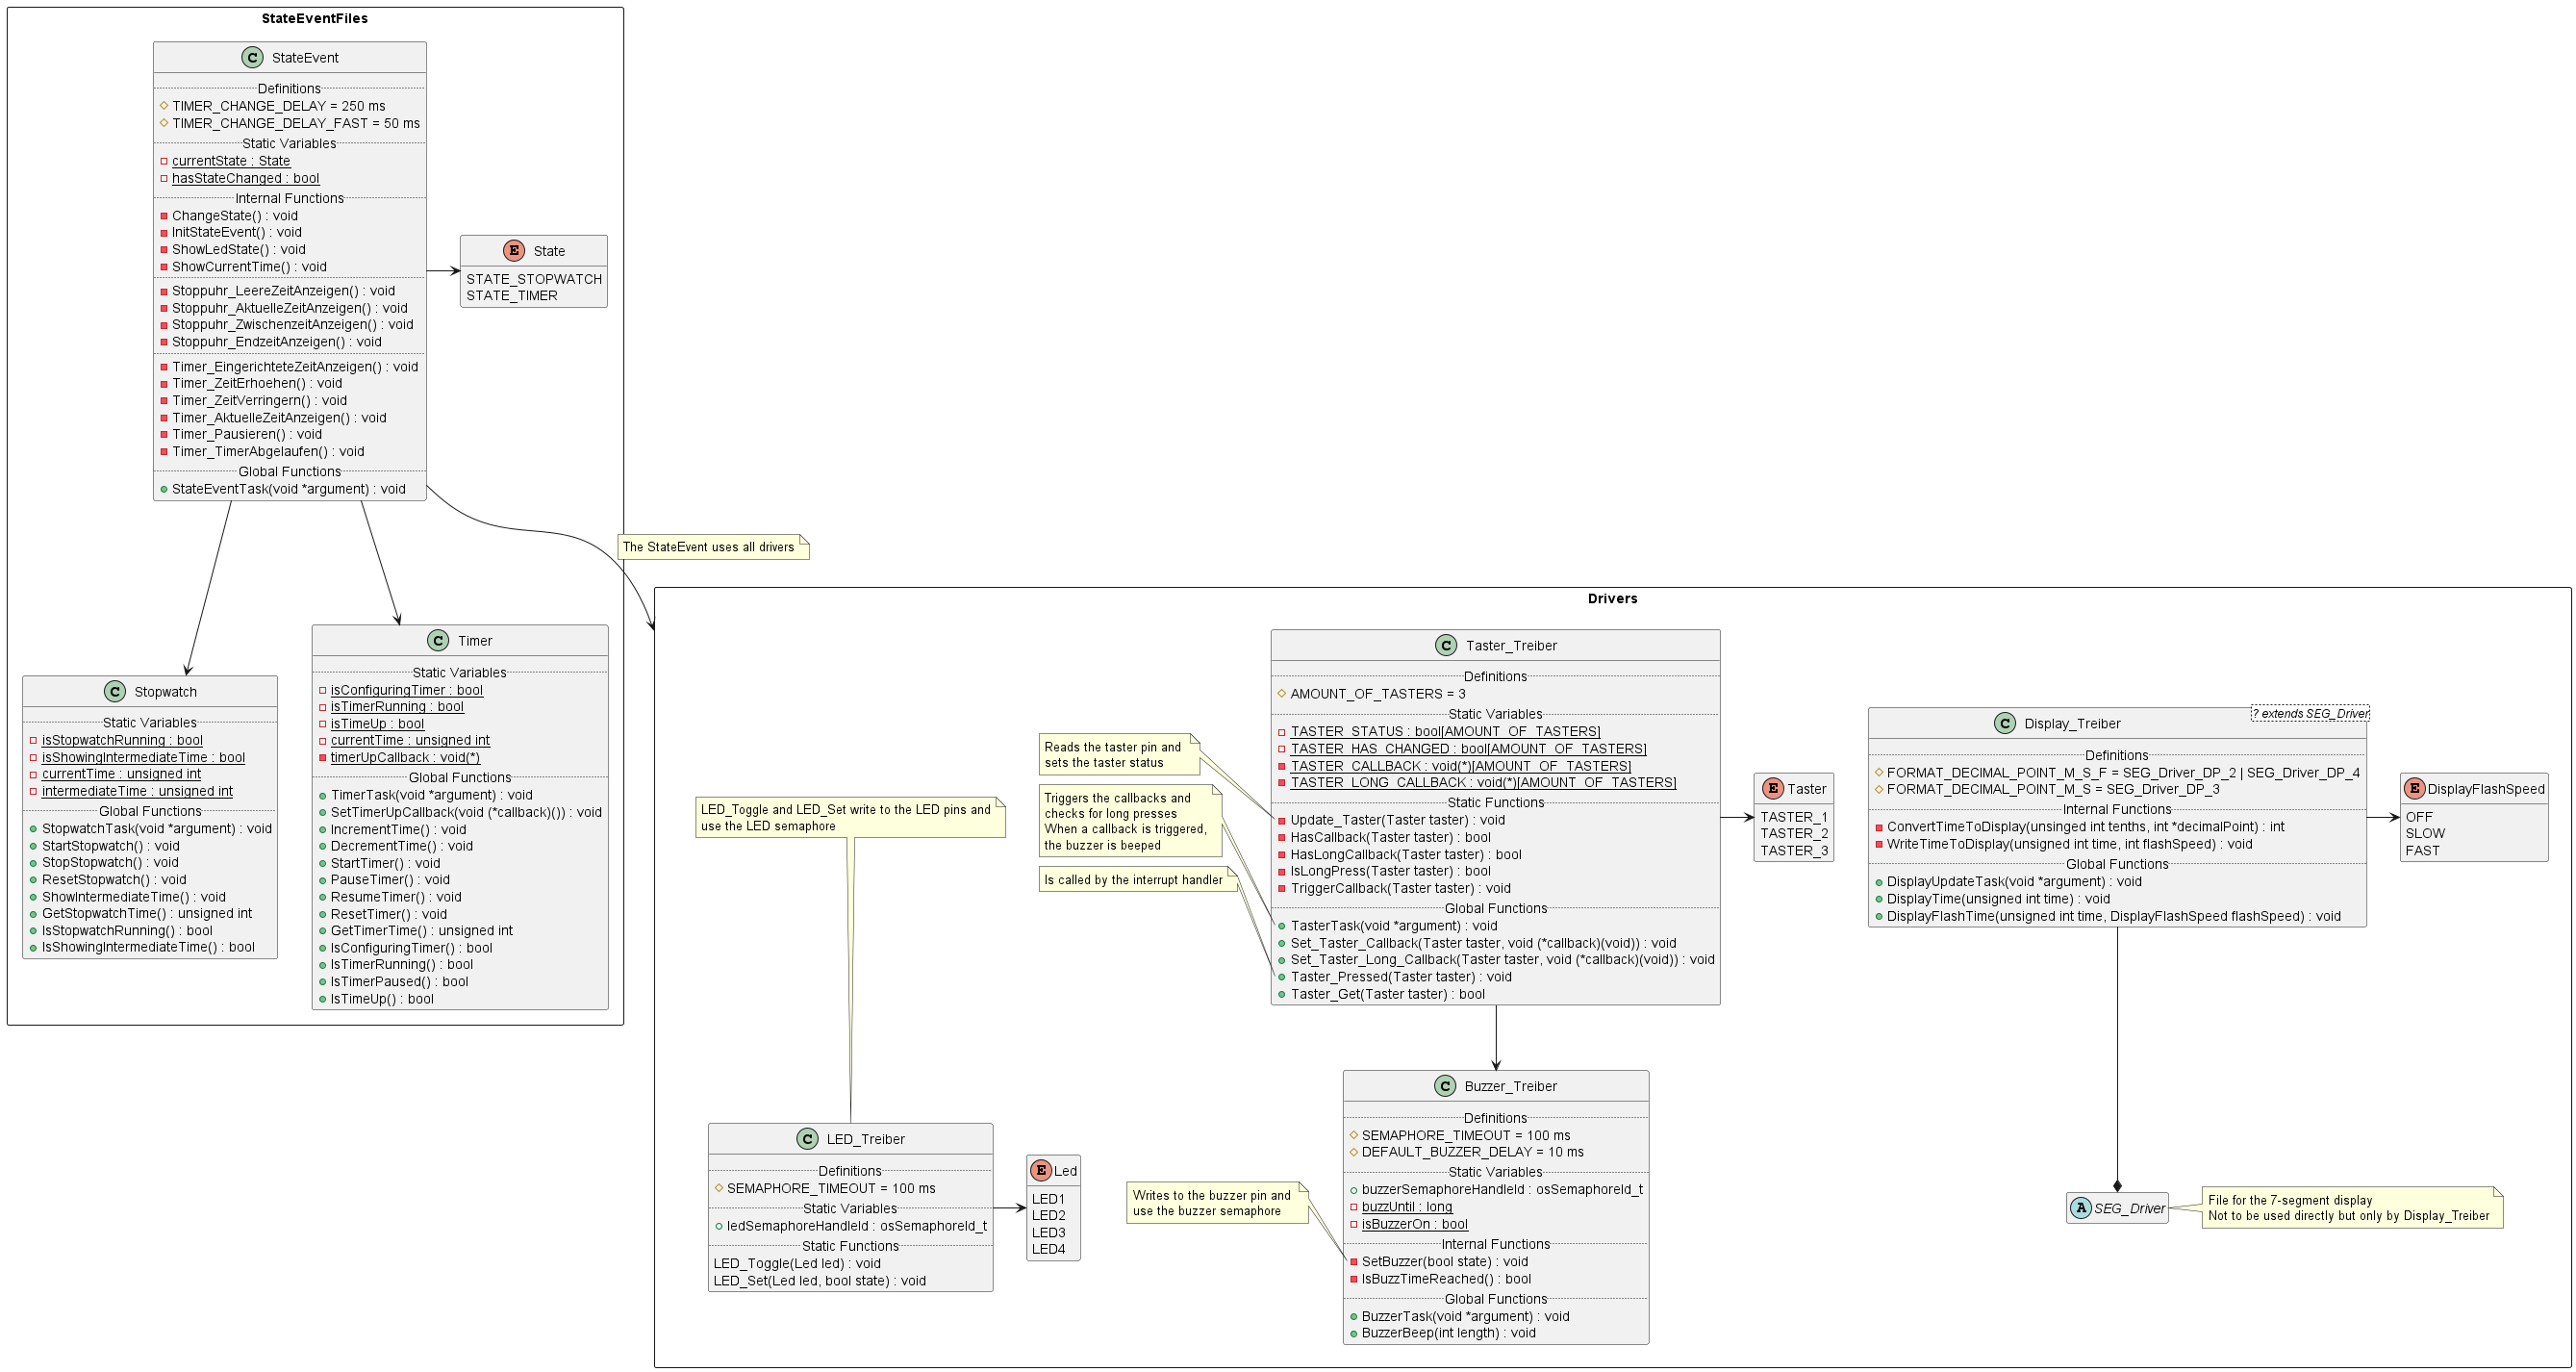 StateEventFiles
StateEvent
Definitions
TIMER_CHANGE_DELAY = 250 ms
TIMER_CHANGE_DELAY_FAST = 50 ms
Static Variables
currentState : State
hasStateChanged : bool
Internal Functions
ChangeState() : void
InitStateEvent() : void
ShowLedState() : void
ShowCurrentTime() : void
Stoppuhr_LeereZeitAnzeigen() : void
Stoppuhr_AktuelleZeitAnzeigen() : void
Stoppuhr_ZwischenzeitAnzeigen() : void
Stoppuhr_EndzeitAnzeigen() : void
Timer_EingerichteteZeitAnzeigen() : void
Timer_ZeitErhoehen() : void
Timer_ZeitVerringern() : void
Timer_AktuelleZeitAnzeigen() : void
Timer_Pausieren() : void
Timer_TimerAbgelaufen() : void
Global Functions
StateEventTask(void *argument) : void
E State
STATE_STOPWATCH
STATE_TIMER
The StateEvent uses all drivers
C Stopwatch
Static Variables
isStopwatchRunning : bool
isShowingIntermediateTime : bool
currentTime : unsigned int
intermediateTime : unsigned int
Global Functions
StopwatchTask(void *argument) : void
StartStopwatch() : void
StopStopwatch() : void
ResetStopwatch() : void
ShowIntermediateTime() : void
GetStopwatchTime() : unsigned int
IsStopwatchRunning() : bool
IsShowingIntermediateTime() : bool
C Timer
Static Variables
isConfiguringTimer : bool
isTimerRunning : bool
isTimeUp : bool
currentTime : unsigned int
timerUpCallback : void(*)
Global Functions
TimerTask(void *argument) : void
SetTimerUpCallback(void (*callback)()) : void
IncrementTime() : void
DecrementTime() : void
StartTimer() : void
PauseTimer() : void
ResumeTimer() : void
ResetTimer() : void
GetTimerTime() : unsigned int
IsConfiguringTimer() : bool
IsTimerRunning() : bool
IsTimerPaused() : bool
IsTimeUp() : bool
Drivers
LED_Toggle and LED_Set write to the LED pins and
use the LED semaphore
C LED_Treiber
Definitions
SEMAPHORE_TIMEOUT = 100 ms
Static Variables
ledSemaphoreHandleId : osSemaphoreId_t
Static Functions
LED_Toggle(Led led) : void
LED_Set(Led led, bool state) : void
E Led
LED1
LED2
LED3
LED4
Reads the taster pin and
sets the taster status
Triggers the callbacks and
checks for long presses
When a callback is triggered,
the buzzer is beeped
Is called by the interrupt handler
C Taster_Treiber
Definitions
AMOUNT_OF_TASTERS = 3
Static Variables
TASTER_STATUS : bool[AMOUNT_OF_TASTERS]
TASTER_HAS_CHANGED : bool[AMOUNT_OF_TASTERS]
TASTER_CALLBACK : void(*)[AMOUNT_OF_TASTERS]
TASTER_LONG_CALLBACK : void(*)[AMOUNT_OF_TASTERS]
Static Functions
Update_Taster(Taster taster) : void
HasCallback(Taster taster) : bool
HasLongCallback(Taster taster) : bool
IsLongPress(Taster taster) : bool
TriggerCallback(Taster taster) : void
Global Functions
TasterTask(void *argument) : void
Set_Taster_Callback(Taster taster, void (*callback)(void)) : void
Set_Taster_Long_Callback(Taster taster, void (*callback)(void)) : void
Taster_Pressed(Taster taster) : void
Taster_Get(Taster taster) : bool
E Taster
TASTER_1
TASTER_2
TASTER_3
Writes to the buzzer pin and
use the buzzer semaphore
C Buzzer_Treiber
Definitions
SEMAPHORE_TIMEOUT = 100 ms
DEFAULT_BUZZER_DELAY = 10 ms
Static Variables
buzzerSemaphoreHandleId : osSemaphoreId_t
buzzUntil : long
isBuzzerOn : bool
Internal Functions
SetBuzzer(bool state) : void
IsBuzzTimeReached() : bool
Global Functions
BuzzerTask(void *argument) : void
BuzzerBeep(int length) : void
C Display_Treiber
? extends SEG_Driver
Definitions
FORMAT_DECIMAL_POINT_M_S_F = SEG_Driver_DP_2 | SEG_Driver_DP_4
FORMAT_DECIMAL_POINT_M_S = SEG_Driver_DP_3
Internal Functions
ConvertTimeToDisplay(unsinged int tenths, int *decimalPoint) : int
WriteTimeToDisplay(unsigned int time, int flashSpeed) : void
Global Functions
DisplayUpdateTask(void *argument) : void
DisplayTime(unsigned int time) : void
DisplayFlashTime(unsigned int time, DisplayFlashSpeed flashSpeed) : void
E DisplayFlashSpeed
OFF
SLOW
FAST
A SEG_Driver
File for the 7-segment display
Not to be used directly but only by Display_Treiber